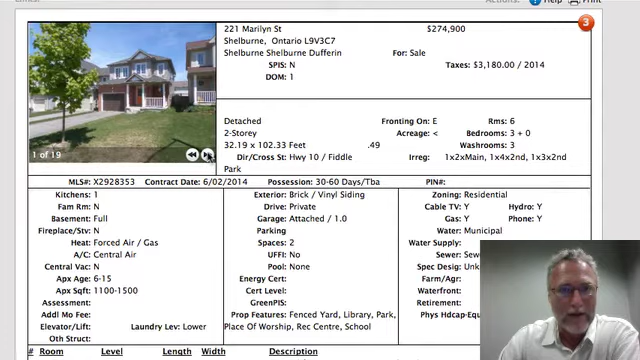 Help Print
3
221 Marilyn St $274,900
Shelburne, Ontario L9V3C7
Shelburne Shelburne Dufferin For: Sale
SPIS: N Taxes: $3,180.00 / 2014
DOM: 1
Detached Fronting On: E Rms: 6
2-Storey Acreage: < Bedrooms: 3 + 0
32.19 x 102.33 Feet .49 Washrooms: 3
Dir/Cross St: Hwy 10 / Fiddle Park Irreg: 1x2xMain, 1x4x2nd, 1x3x2nd
1 of 19
MLS#: X2928353 Contract Date: 6/02/2014 Possession: 30-60 Days/Tba PIN#:
Kitchens: 1 Exterior: Brick / Vinyl Siding Zoning: Residential
Fam Rm: N Drive: Private Cable TV: Y Hydro: Y
Basement: Full Garage: Attached / 1.0 Gas: Y Phone: Y
Fireplace/Stv: N Parking Water: Municipal
Heat: Forced Air / Gas Spaces: 2 Water Supply:
A/C: Central Air UFFI: No Sewer:
Central Vac: N Pool: None Spec Desig: Unk
Apx Age: 6-15 Energy Cert: Farm/Agr:
Apx Sqft: 1100-1500 Cert Level: Waterfront:
Assessment: GreenPIS: Retirement:
Addl Mo Fee: Prop Features: Fenced Yard, Library, Park, Phys Hdcap-Equ
Elevator/Lift: Laundry Lev: Lower Place Of Worship, Rec Centre, School
Oth Struct:
# Room Level Length Width Description